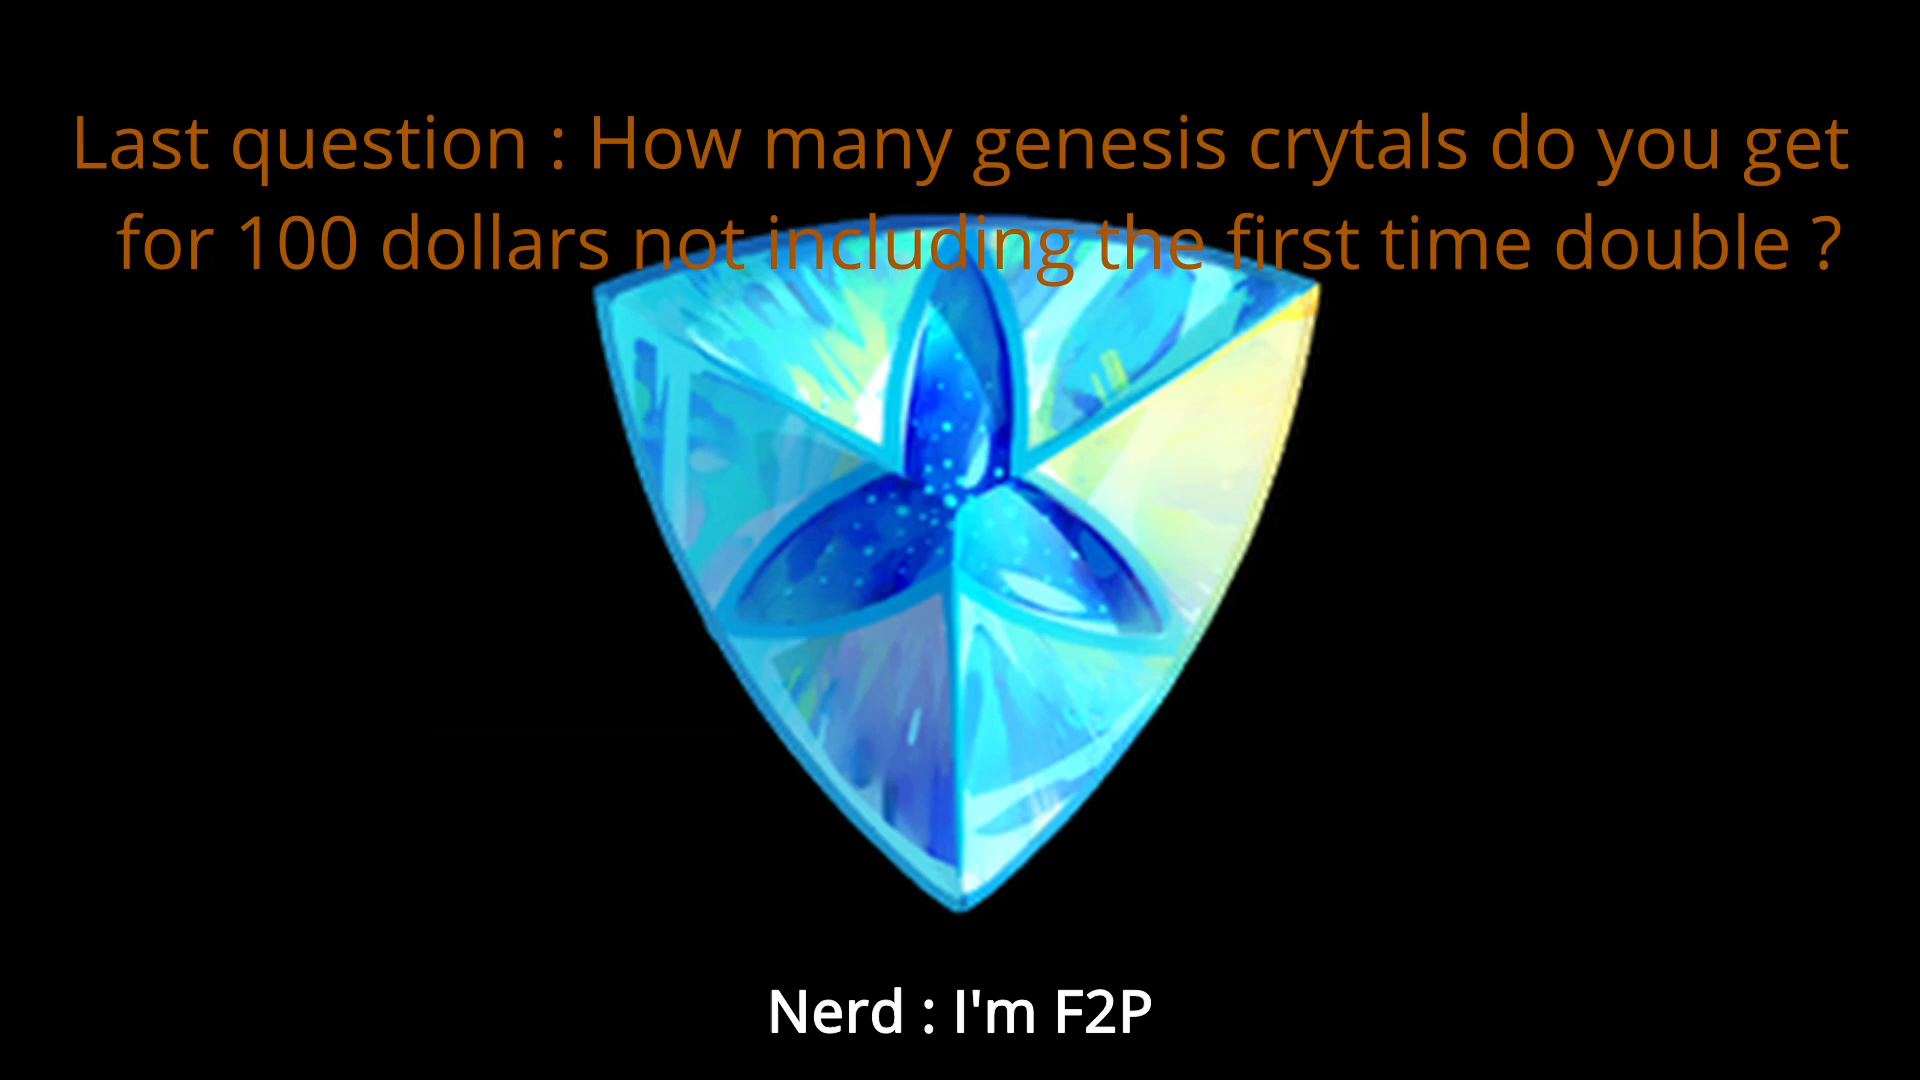 Last question : How many genesis crytals do you get
for 100 dollars not including the first time double ?
Nerd : I'm F2P